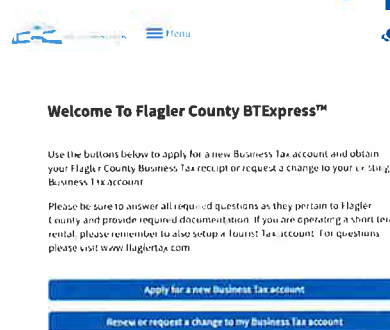 Menu
Welcome To Flagler County BTExpress™
Use the buttons below to apply for a new Business Tax account and obtain
your Flagler County Business Tax receipt or request a change to your existing
Business Tax account
Please be sure to answer all required questions as they pertain to Flagler
County and provide required documentation. If you are operating a short ter
rental, please remember to also setup a Tourist Tax account. For questions
please visit www.flaglertax.com
Apply for a new Business Tax account
Renew or request a change to my Business Tax account